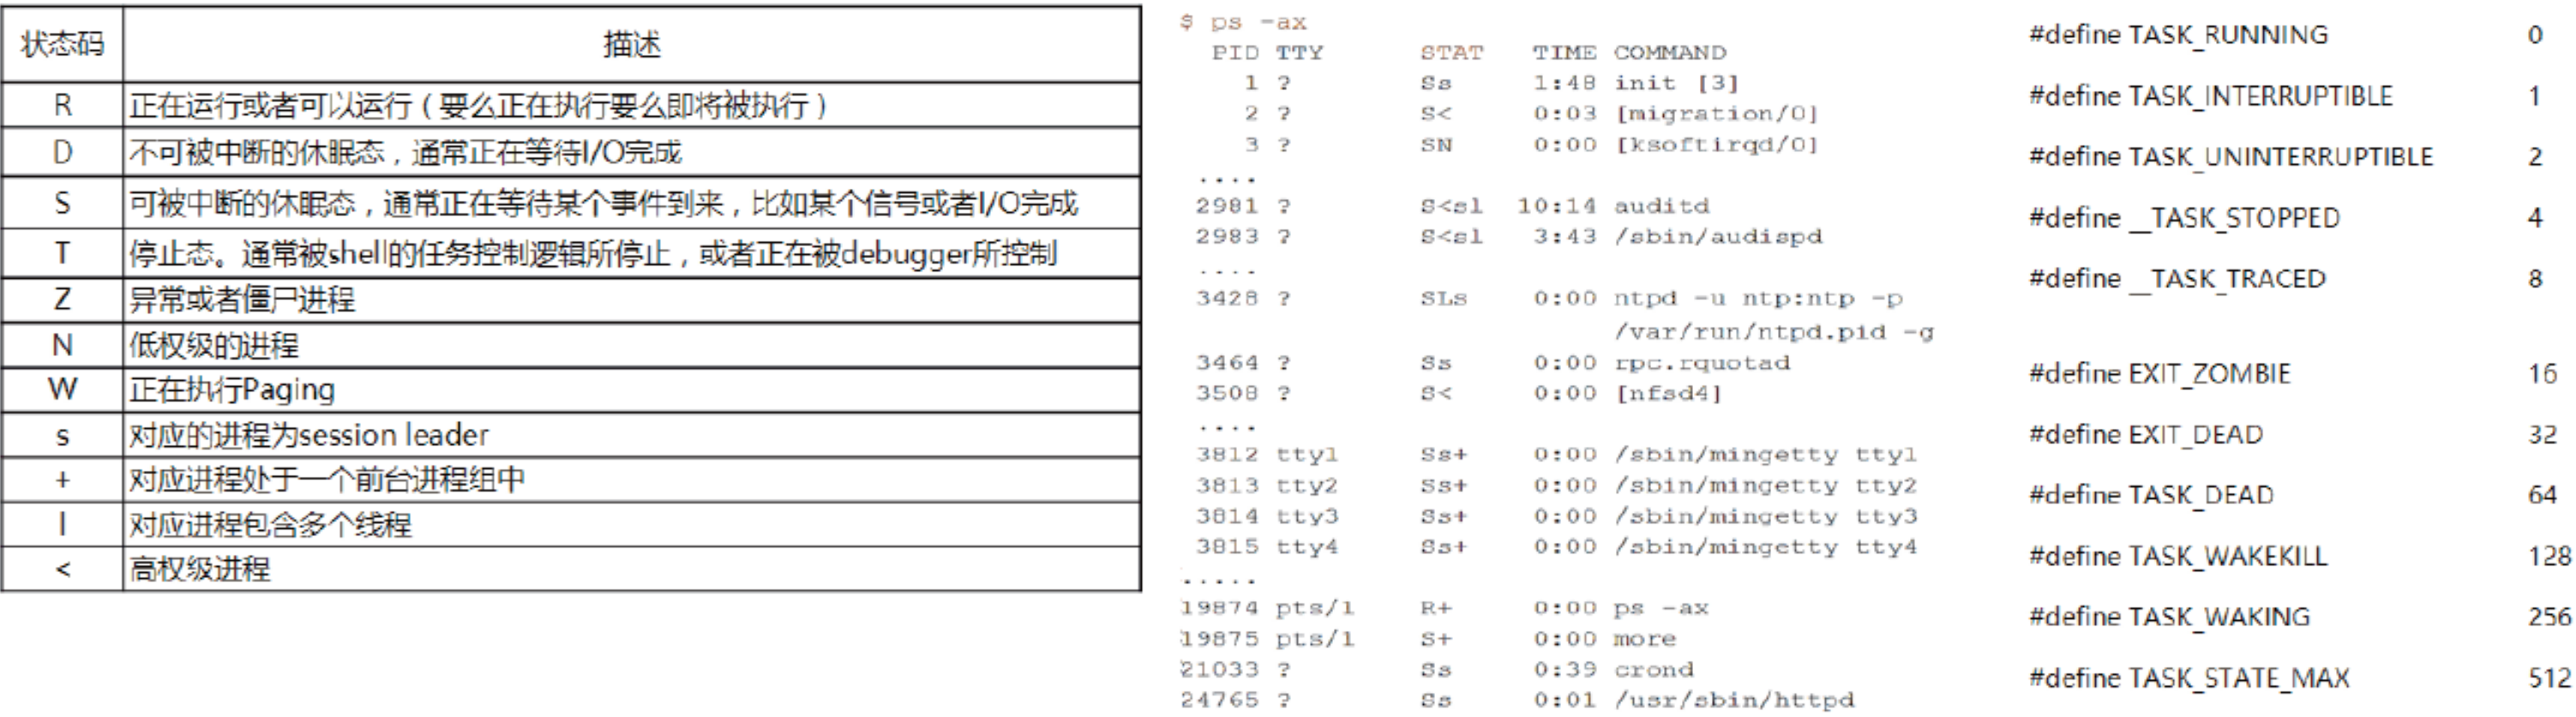 状态码 描述
R 正在运行或者可以运行（要么正在执行要么即将被执行）
D 不可被中断的休眠态，通常正在等待I/O完成
S 可被中断的休眠态，通常正在等待某个事件到来，比如某个信号或者I/O完成
T 停止态。通常被shell的任务控制逻辑所停止，或者正在被debugger所控制
Z 异常或者僵尸进程
N 低权级的进程
W 正在执行Paging
s 对应的进程为session leader
+ 对应进程处于一个前台进程组中
l 对应进程包含多个线程
< 高权级进程
$ ps -ax
PID TTY STAT TIME COMMAND
1 ? Ss 1:48 init [3]
2 ? S< 0:03 [migration/0]
3 ? SN 0:00 [ksoftirqd/0]
....
2981 ? S<sl 10:14 auditd
2983 ? S<sl 3:43 /sbin/audispd
....
3428 ? SLs 0:00 ntpd -u ntp:ntp -p
/var/run/ntpd.pid -g
3464 ? Ss 0:00 rpc.rquotad
3508 ? S< 0:00 [nfsd4]
....
3812 tty1 Ss+ 0:00 /sbin/mingetty tty1
3813 tty2 Ss+ 0:00 /sbin/mingetty tty2
3814 tty3 Ss+ 0:00 /sbin/mingetty tty3
3815 tty4 Ss+ 0:00 /sbin/mingetty tty4
.....
19874 pts/1 R+ 0:00 ps -ax
19875 pts/1 S+ 0:00 more
21033 ? Ss 0:39 crond
24765 ? Ss 0:01 /usr/sbin/httpd
#define TASK_RUNNING 0
#define TASK_INTERRUPTIBLE 1
#define TASK_UNINTERRUPTIBLE 2
#define __TASK_STOPPED 4
#define __TASK_TRACED 8
#define EXIT_ZOMBIE 16
#define EXIT_DEAD 32
#define TASK_DEAD 64
#define TASK_WAKEKILL 128
#define TASK_WAKING 256
#define TASK_STATE_MAX 512